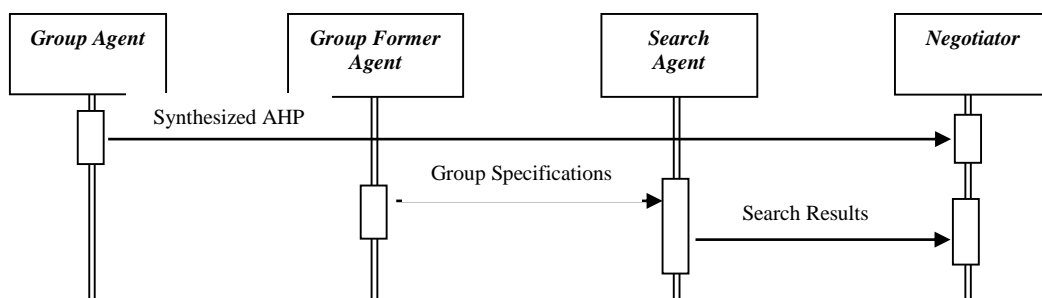 Group Agent
Group Former
Agent
Search
Agent
Negotiator
Synthesized AHP
Group Specifications
Search Results